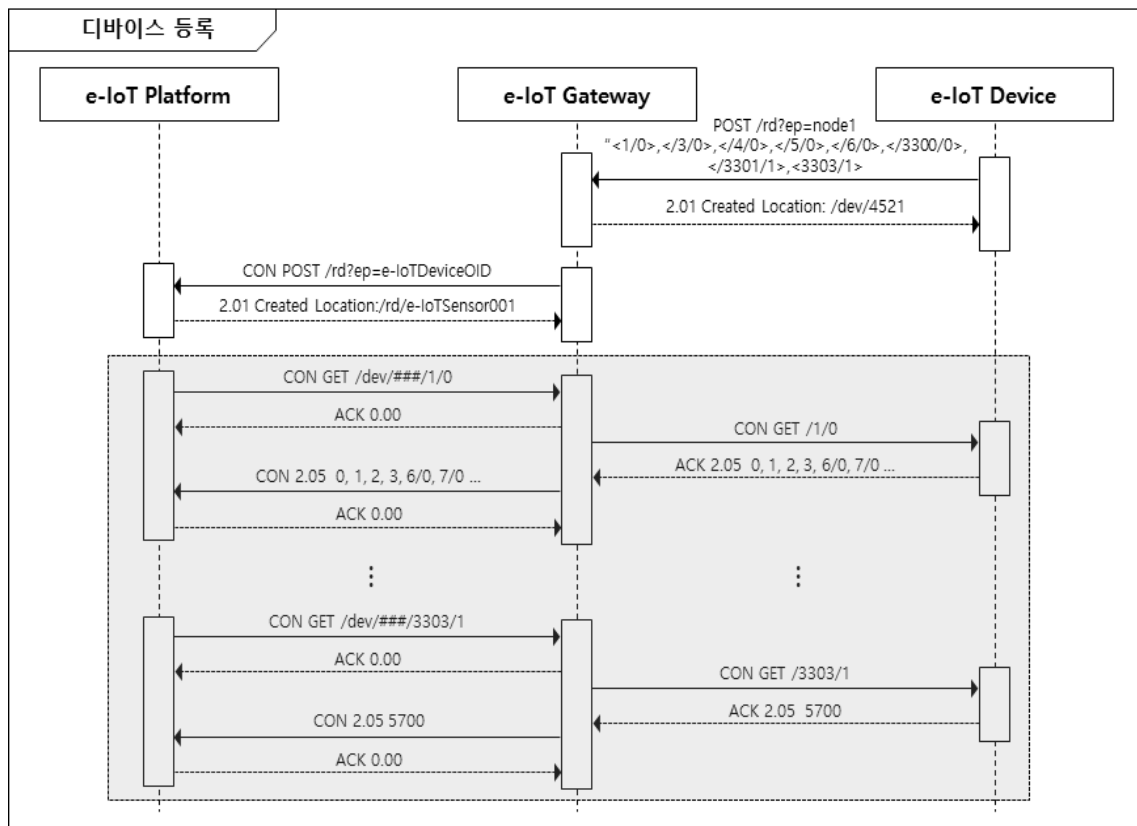 디바이스 등록
e-IoT Platform
e-IoT Gateway
e-IoT Device
POST /rd?ep=node1
“<1/0>,</3/0>,</4/0>,</5/0>,</6/0>,</3300/0>,
</3301/1>,<3303/1>
2.01 Created Location: /dev/4521
CON POST /rd?ep=e-IoTDeviceOID
2.01 Created Location:/rd/e-IoTSensor001
CON GET /dev/###/1/0
ACK 0.00
CON GET /1/0
ACK 2.05 0, 1, 2, 3, 6/0, 7/0 ...
CON 2.05 0, 1, 2, 3, 6/0, 7/0 ...
ACK 0.00
⋮
⋮
CON GET /dev/###/3303/1
ACK 0.00
CON GET /3303/1
ACK 2.05 5700
CON 2.05 5700
ACK 0.00